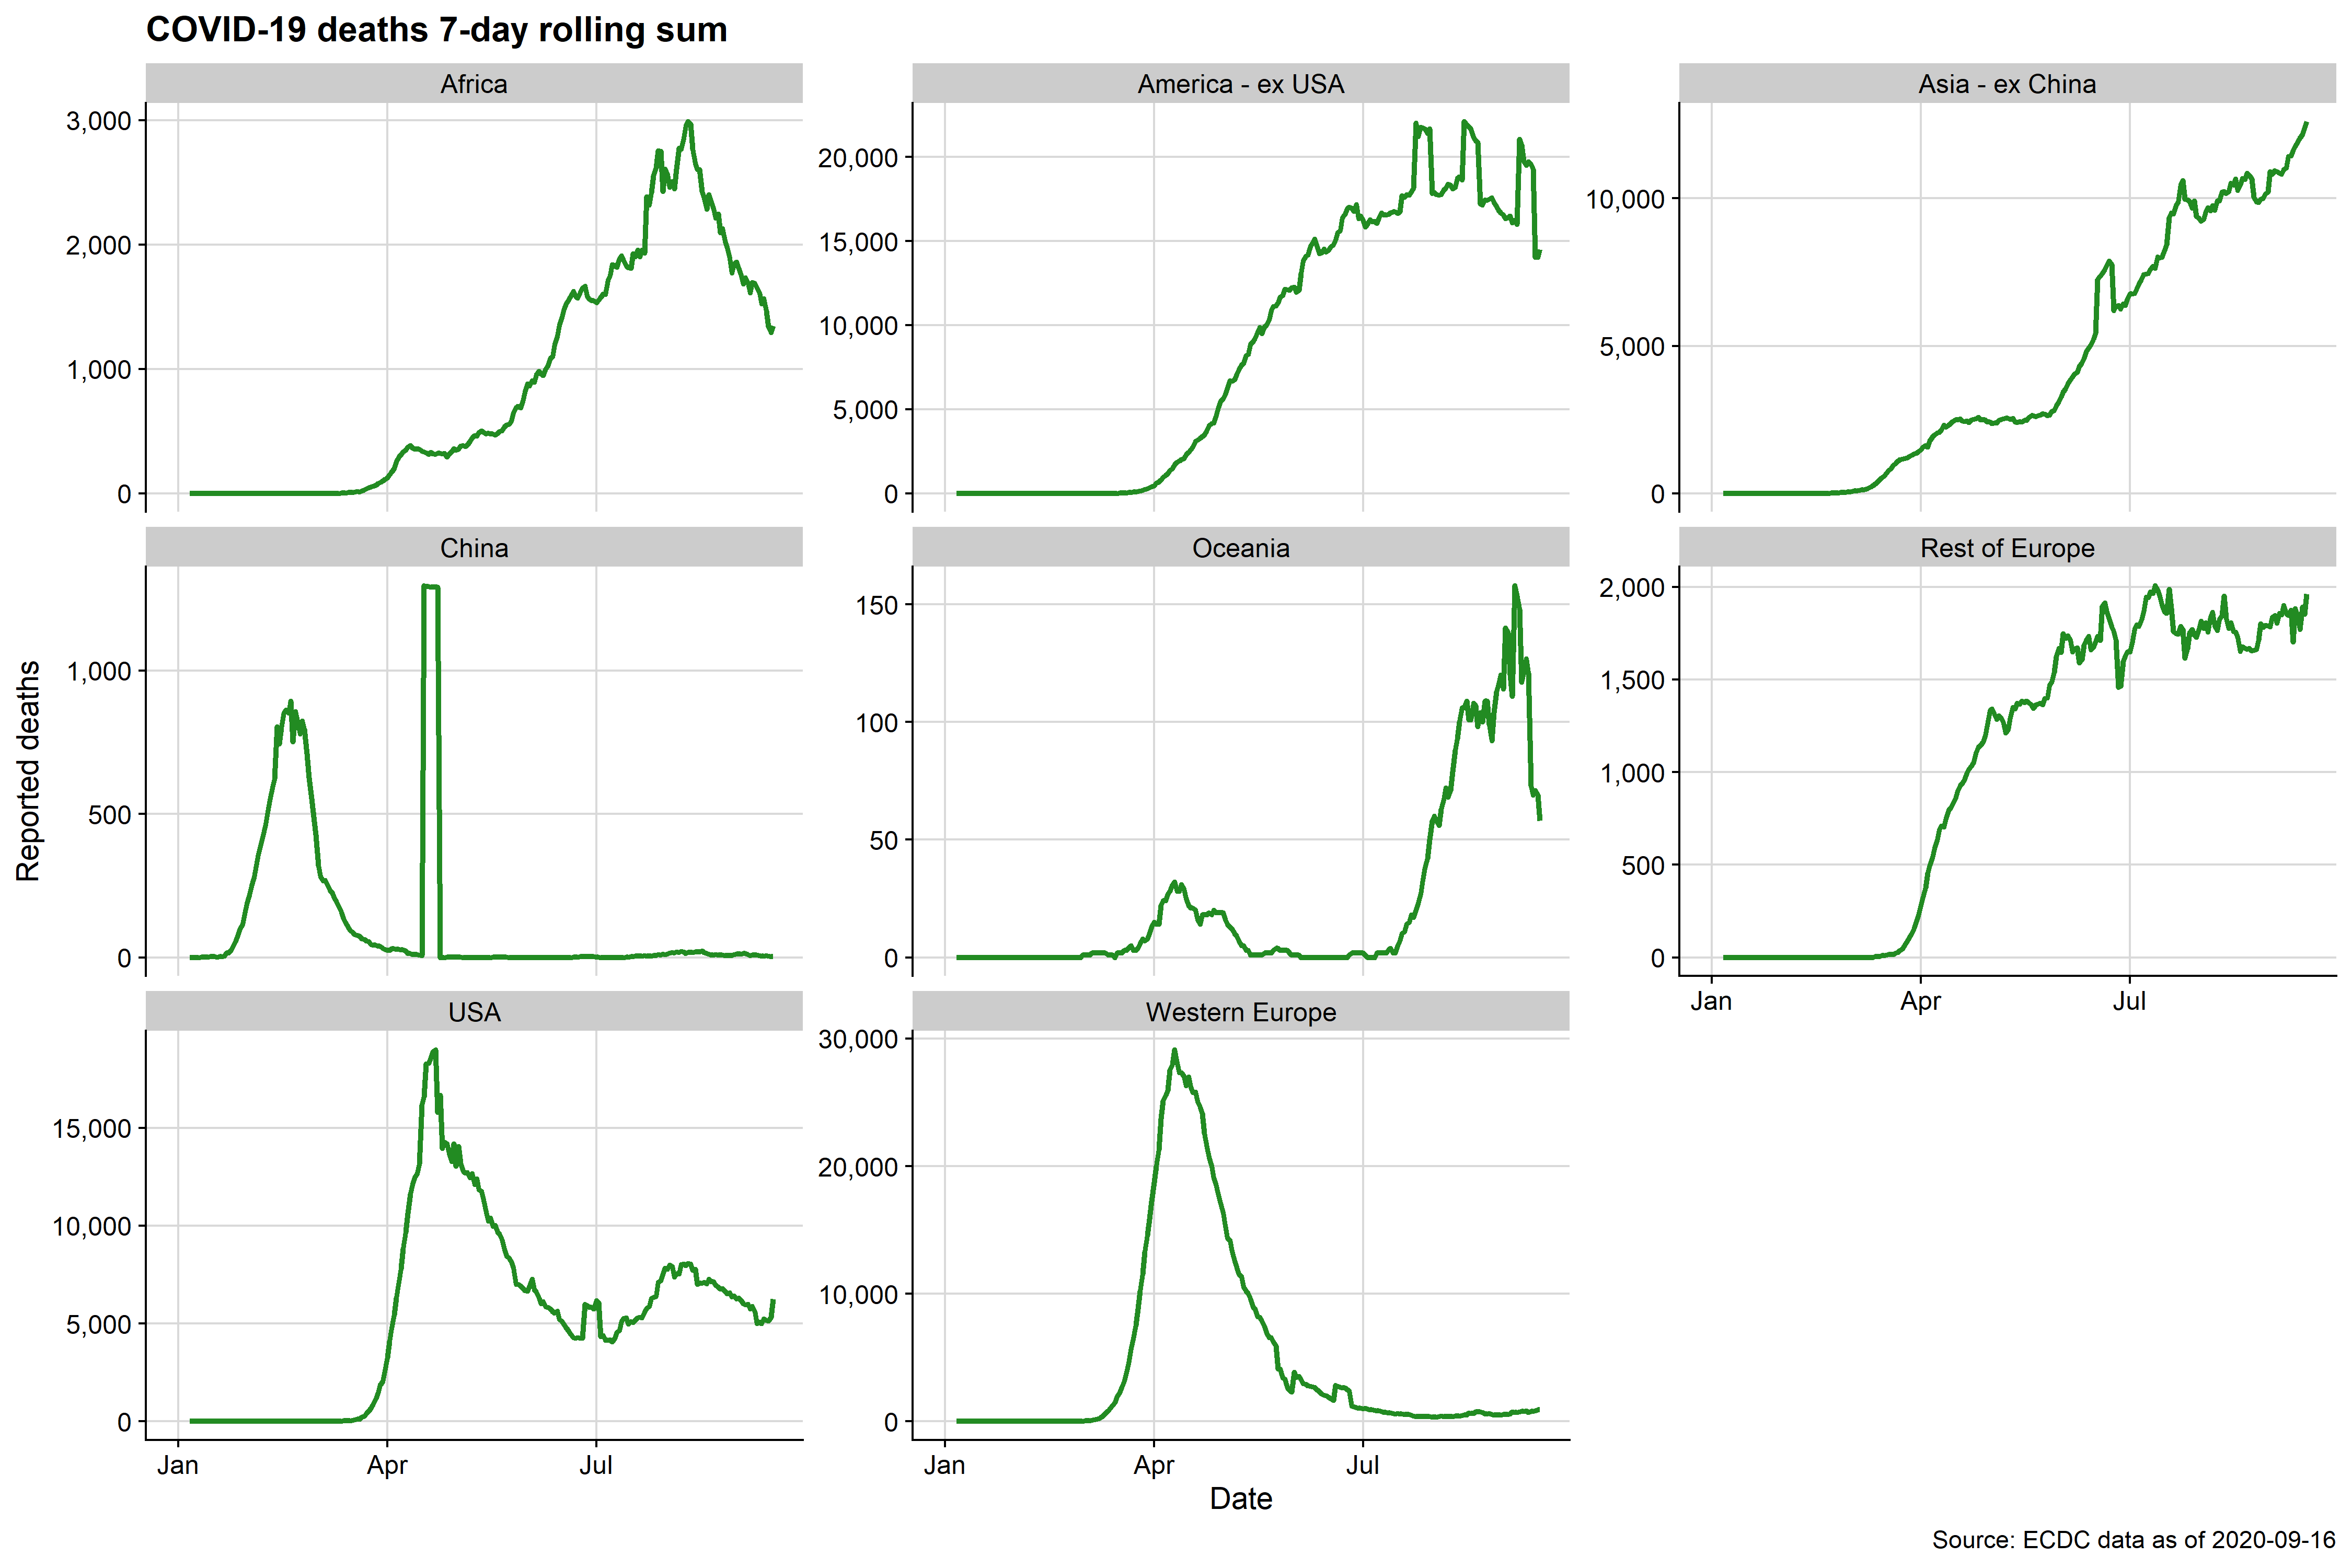 COVID-19 deaths 7-day rolling sum
Africa
3,000
2,000
1,000
0
America - ex USA
20,000
15,000
10,000
5,000
0
Asia - ex China
10,000
5,000
0
Reported deaths
China
1,000
500
0
Oceania
150
100
50
0
Rest of Europe
2,000
1,500
1,000
500
0
Jan Apr Jul
USA
15,000
10,000
5,000
0
Jan Apr Jul
Western Europe
30,000
20,000
10,000
0
Jan Apr Jul
Date
Source: ECDC data as of 2020-09-16